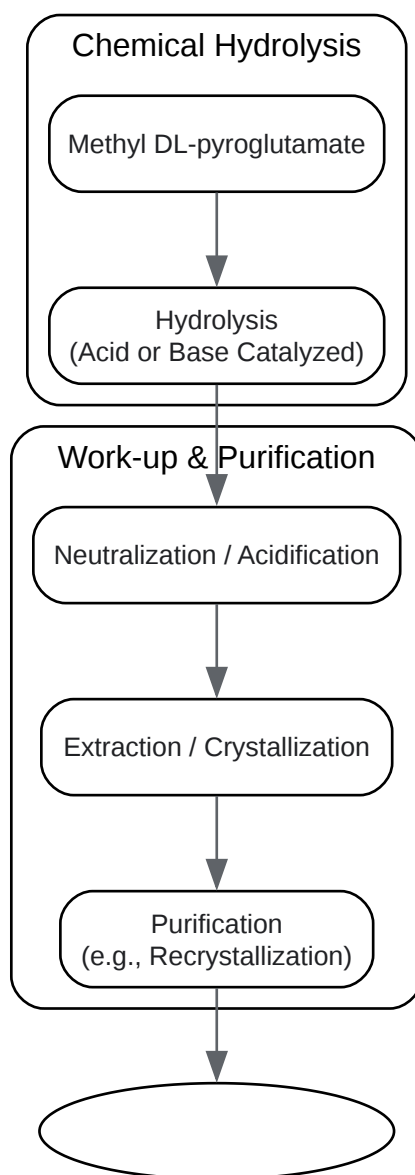 Chemical Hydrolysis
Methyl DL-pyroglutamate
Hydrolysis
(Acid or Base Catalyzed)
Work-up & Purification
Neutralization / Acidification
Extraction / Crystallization
Purification
(e.g., Recrystallization)